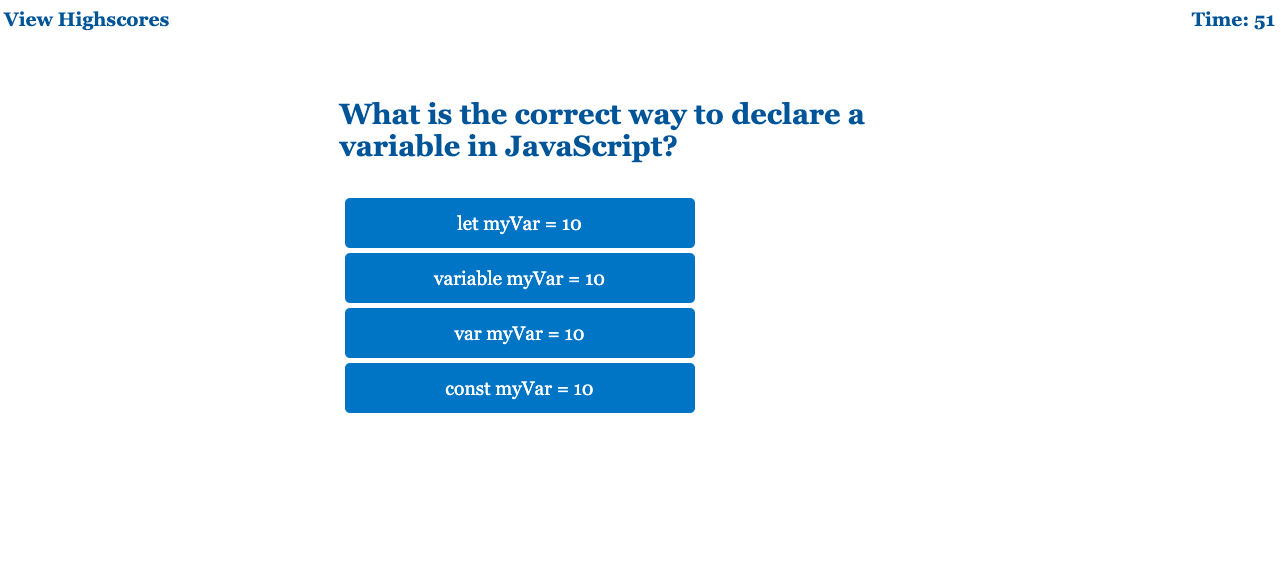 View Highscores
Time: 51
What is the correct way to declare a
variable in JavaScript?
let myVar = 10
variable myVar = 10
var myVar = 10
const myVar = 10